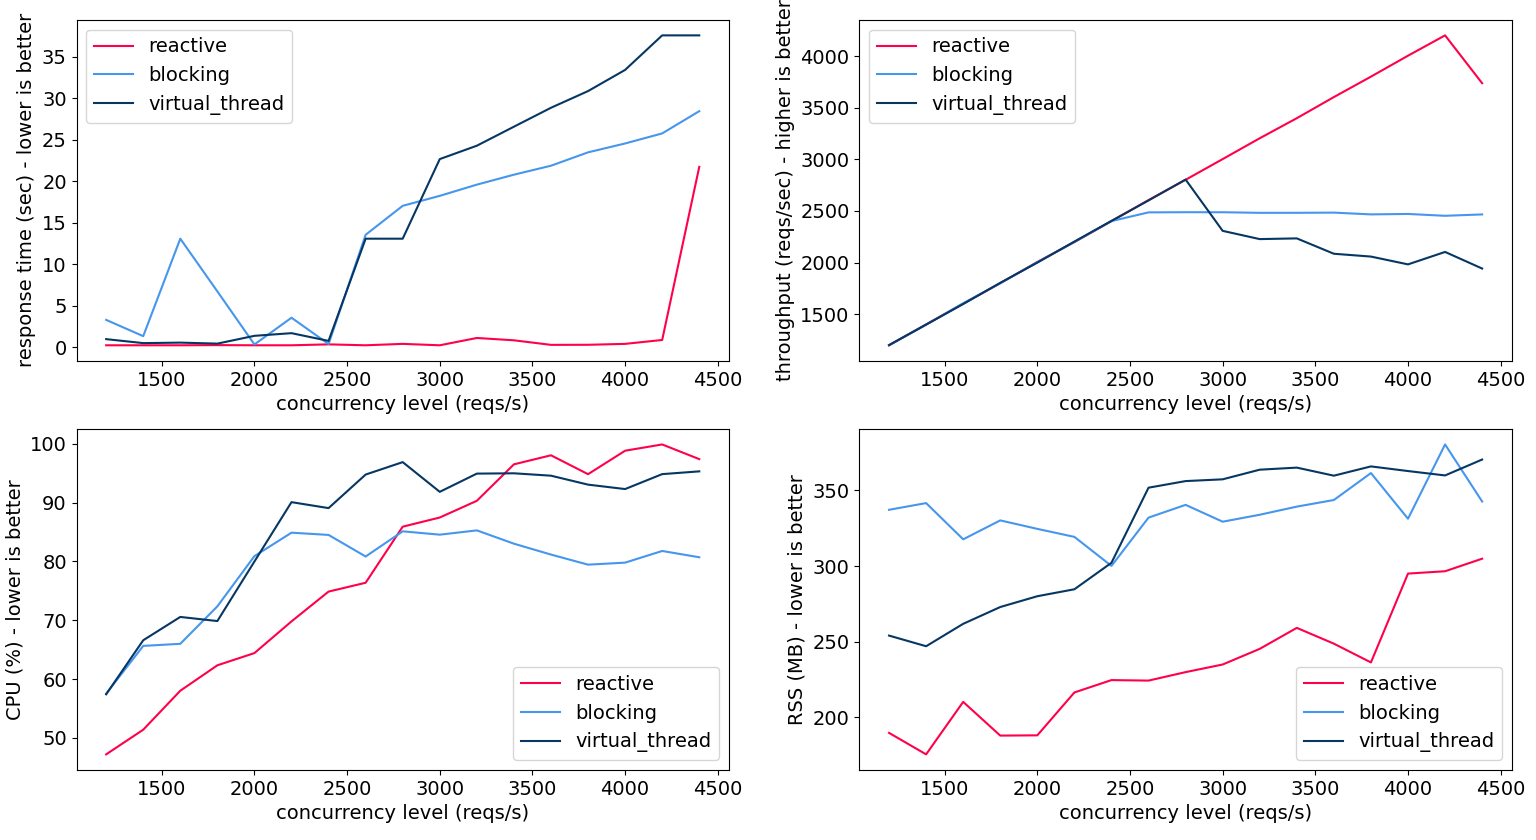 response time (sec) - lower is better
35
30
25
20
15
10
5
0
reactive
blocking
virtual_thread
1500 2000 2500 3000 3500 4000 4500
concurrency level (reqs/s)
throughput (reqs/sec) - higher is better
4000
3500
3000
2500
2000
1500
reactive
blocking
virtual_thread
1500 2000 2500 3000 3500 4000 4500
concurrency level (reqs/s)
CPU (%) - lower is better
100
90
80
70
60
50
reactive
blocking
virtual_thread
1500 2000 2500 3000 3500 4000 4500
concurrency level (reqs/s)
RSS (MB) - lower is better
350
300
250
200
reactive
blocking
virtual_thread
1500 2000 2500 3000 3500 4000 4500
concurrency level (reqs/s)